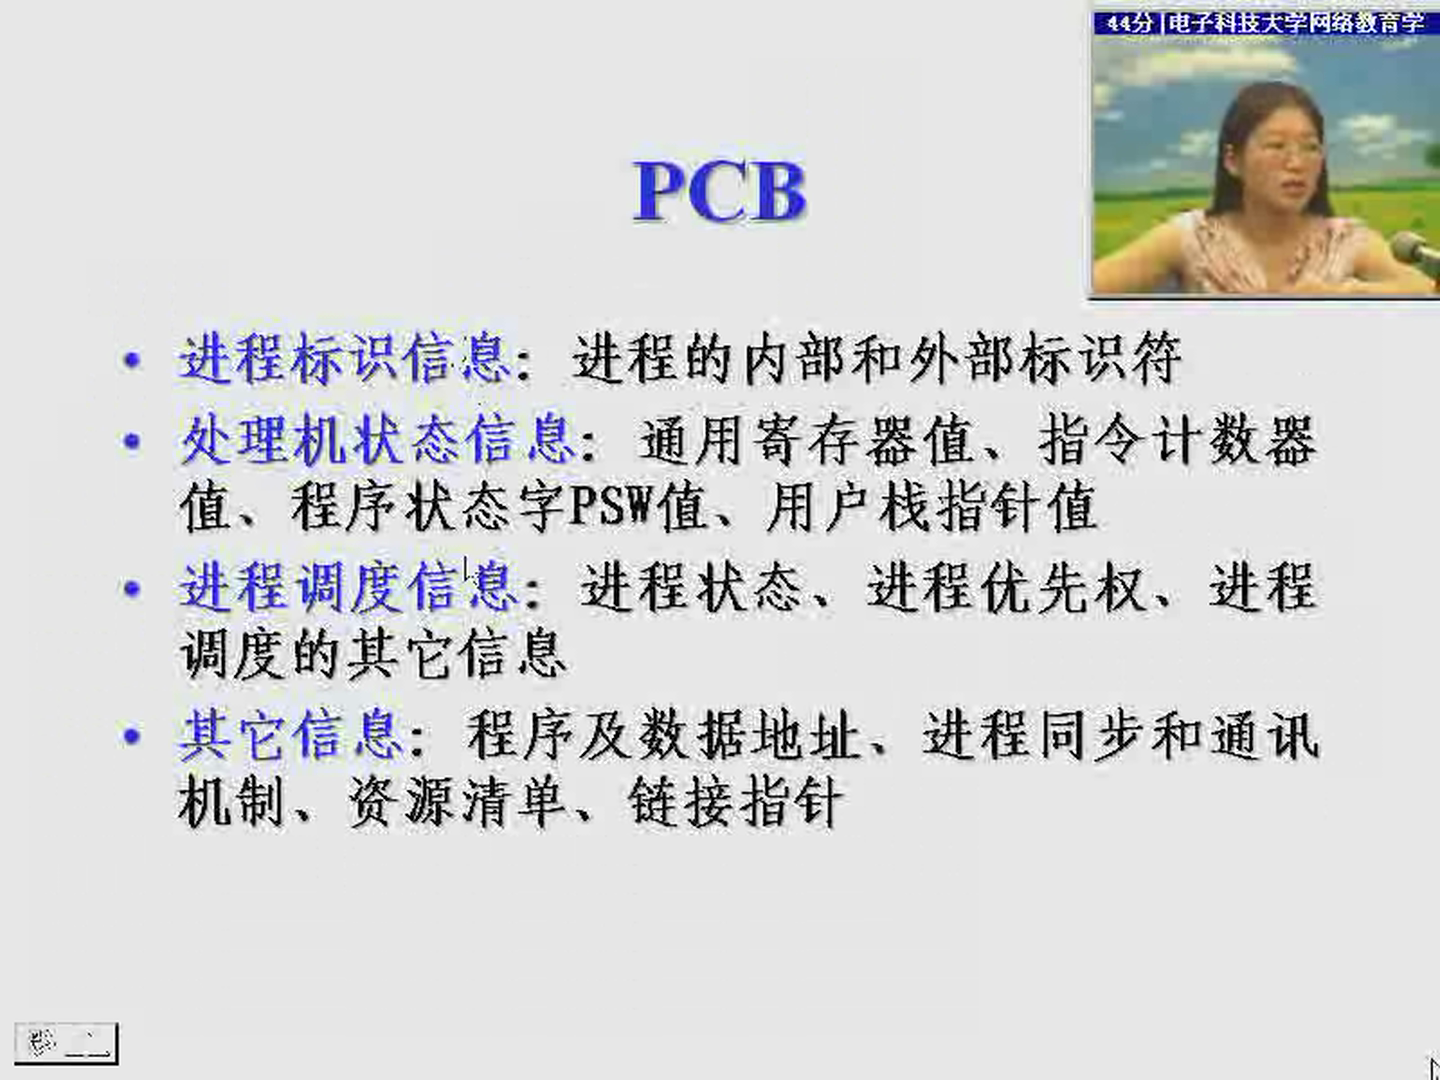 44分|电子科技大学网络教育学
PCB
• 进程标识信息：进程的内部和外部标识符
• 处理机状态信息：通用寄存器值、指令计数器
值、程序状态字PSW值、用户栈指针值
• 进程调度信息：进程状态、进程优先权、进程
调度的其它信息
• 其它信息：程序及数据地址、进程同步和通讯
机制、资源清单、链接指针